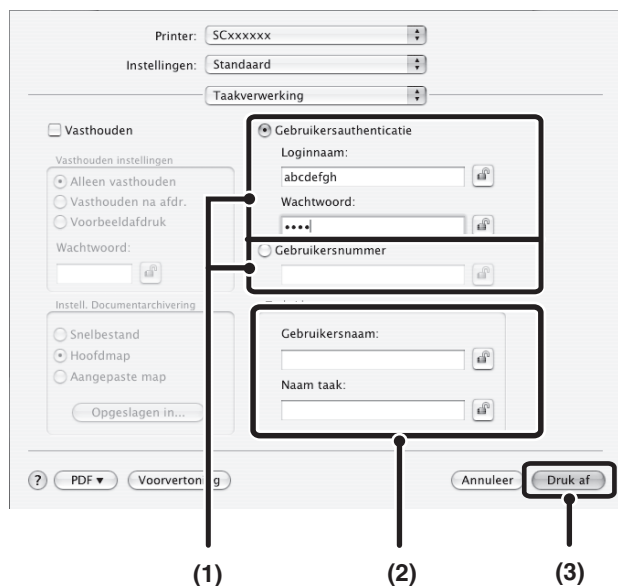 Printer: SCxxxxxx
Instellingen: Standaard
Taakverwerking
Vasthouden
Vasthouden instellingen
Alleen vasthouden
Vasthouden na afdr.
Voorbeeldafdruk
Wachtwoord:
Gebruikersauthenticatie
Loginnaam:
abcdefgh
Wachtwoord:
••••
Gebruikersnummer
Instell. Documentarchivering
Snelbestand
Hoofdmap
Aangepaste map
Opgeslagen in...
Gebruikersnaam:
Naam taak:
? PDF ▼ Voorvertoning Annuleer Druk af
(1) (2) (3)